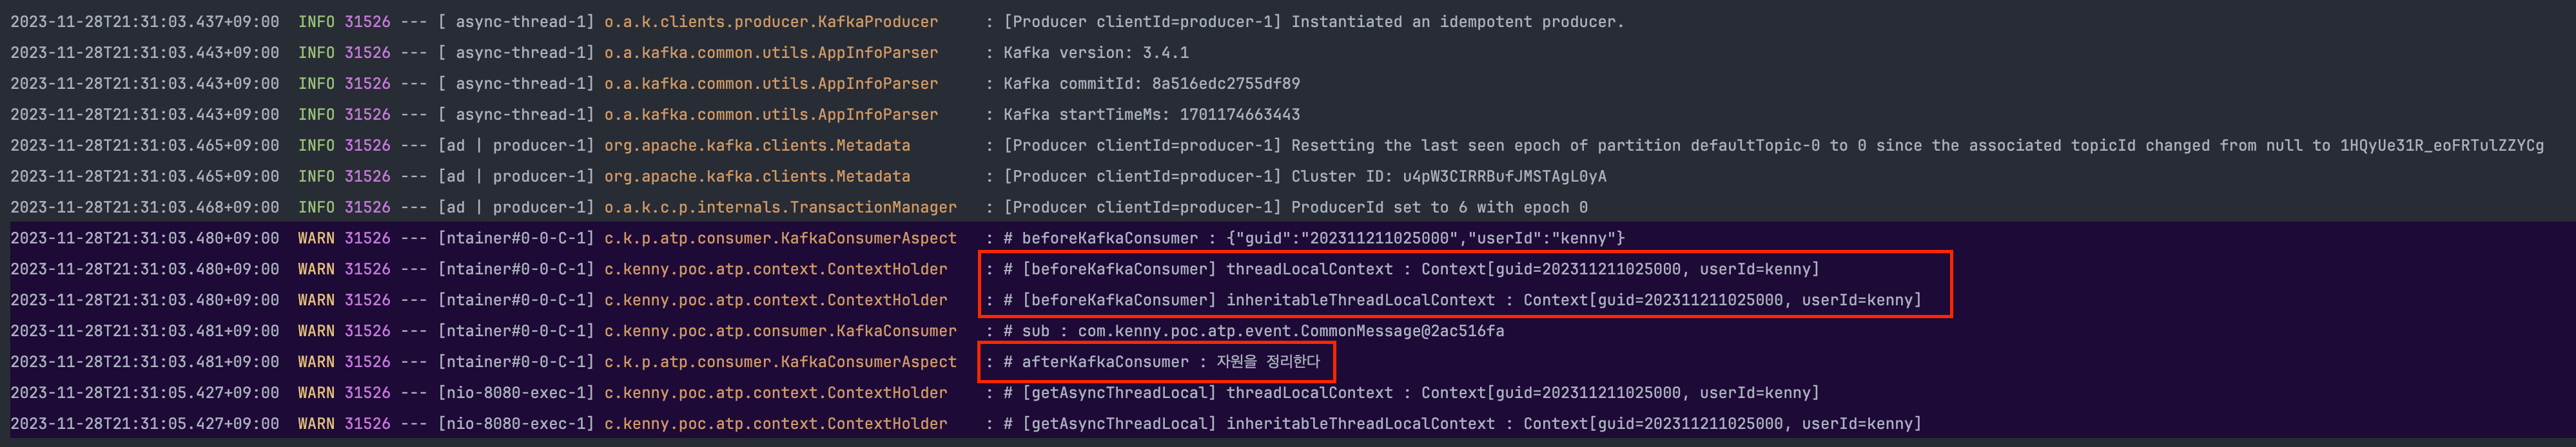 2023-11-28T21:31:03.437+09:00  INFO 31526 --- [ async-thread-1] o.a.k.clients.producer.KafkaProducer     : [Producer clientId=producer-1] Instantiated an idempotent producer.
2023-11-28T21:31:03.443+09:00  INFO 31526 --- [ async-thread-1] o.a.kafka.common.utils.AppInfoParser     : Kafka version: 3.4.1
2023-11-28T21:31:03.443+09:00  INFO 31526 --- [ async-thread-1] o.a.kafka.common.utils.AppInfoParser     : Kafka commitId: 8a516edc2755df89
2023-11-28T21:31:03.443+09:00  INFO 31526 --- [ async-thread-1] o.a.kafka.common.utils.AppInfoParser     : Kafka startTimeMs: 1701174663443
2023-11-28T21:31:03.465+09:00  INFO 31526 --- [ad | producer-1] org.apache.kafka.clients.Metadata        : [Producer clientId=producer-1] Resetting the last seen epoch of partition defaultTopic-0 to 0 since the associated topicId changed from null to 1HQyUe31R_eoFRTulZZYCg
2023-11-28T21:31:03.465+09:00  INFO 31526 --- [ad | producer-1] org.apache.kafka.clients.Metadata        : [Producer clientId=producer-1] Cluster ID: u4pW3CIRRBufJMSTAgL0yA
2023-11-28T21:31:03.468+09:00  INFO 31526 --- [ad | producer-1] o.a.k.c.p.internals.TransactionManager   : [Producer clientId=producer-1] ProducerId set to 6 with epoch 0
2023-11-28T21:31:03.480+09:00  WARN 31526 --- [ntainer#0-0-C-1] c.k.p.atp.consumer.KafkaConsumerAspect   : # beforeKafkaConsumer : {"guid":"202311211025000","userId":"kenny"}
2023-11-28T21:31:03.480+09:00  WARN 31526 --- [ntainer#0-0-C-1] c.kenny.poc.atp.context.ContextHolder    : # [beforeKafkaConsumer] threadLocalContext : Context[guid=202311211025000, userId=kenny]
2023-11-28T21:31:03.480+09:00  WARN 31526 --- [ntainer#0-0-C-1] c.kenny.poc.atp.context.ContextHolder    : # [beforeKafkaConsumer] inheritableThreadLocalContext : Context[guid=202311211025000, userId=kenny]
2023-11-28T21:31:03.481+09:00  WARN 31526 --- [ntainer#0-0-C-1] c.kenny.poc.atp.consumer.KafkaConsumer   : # sub : com.kenny.poc.atp.event.CommonMessage@2ac516fa
2023-11-28T21:31:03.481+09:00  WARN 31526 --- [ntainer#0-0-C-1] c.k.p.atp.consumer.KafkaConsumerAspect   : # afterKafkaConsumer : 자원을 정리한다
2023-11-28T21:31:05.427+09:00  WARN 31526 --- [nio-8080-exec-1] c.kenny.poc.atp.context.ContextHolder    : # [getAsyncThreadLocal] threadLocalContext : Context[guid=202311211025000, userId=kenny]
2023-11-28T21:31:05.427+09:00  WARN 31526 --- [nio-8080-exec-1] c.kenny.poc.atp.context.ContextHolder    : # [getAsyncThreadLocal] inheritableThreadLocalContext : Context[guid=202311211025000, userId=kenny]